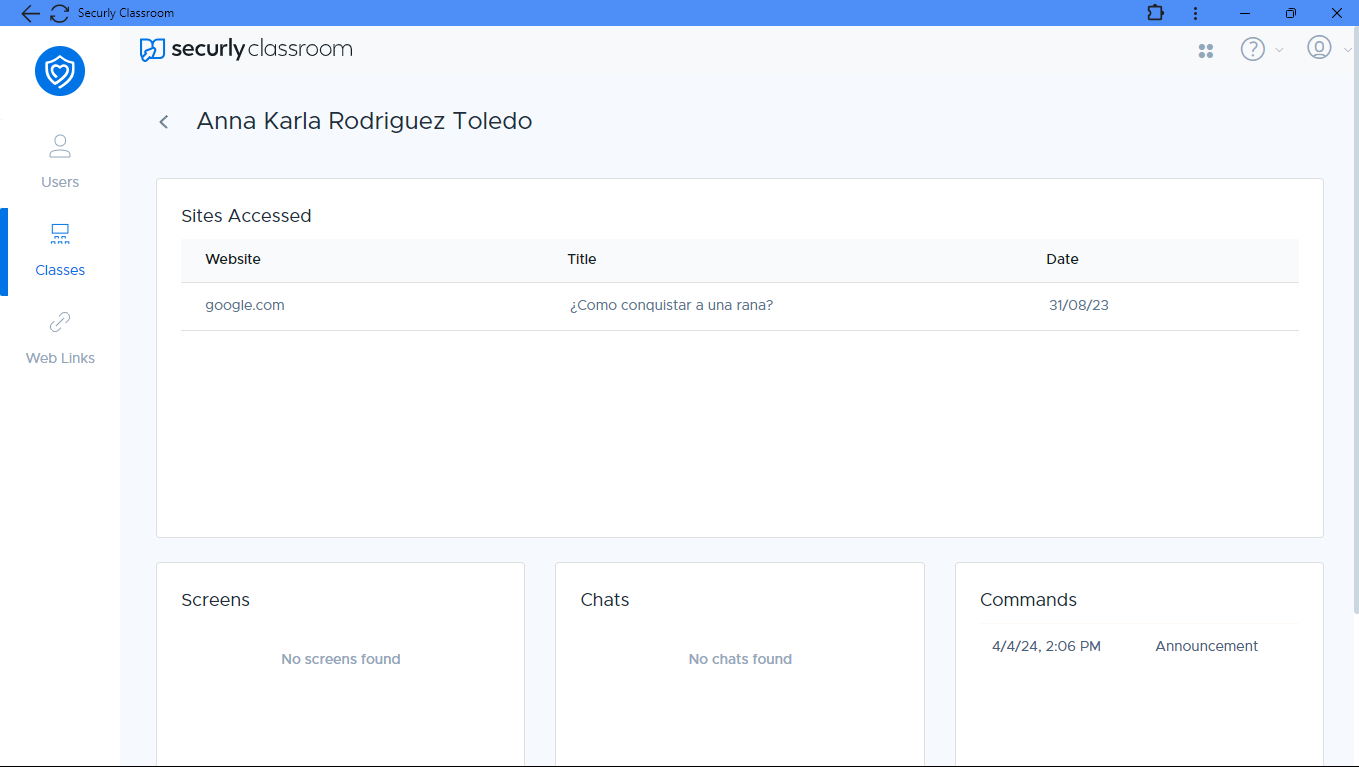 Securly Classroom
securly classroom
Anna Karla Rodriguez Toledo
Users
Classes
Web Links
Sites Accessed
Website Title Date
google.com ¿Como conquistar a una rana? 31/08/23
Screens
No screens found
Chats
No chats found
Commands
4/4/24, 2:06 PM Announcement